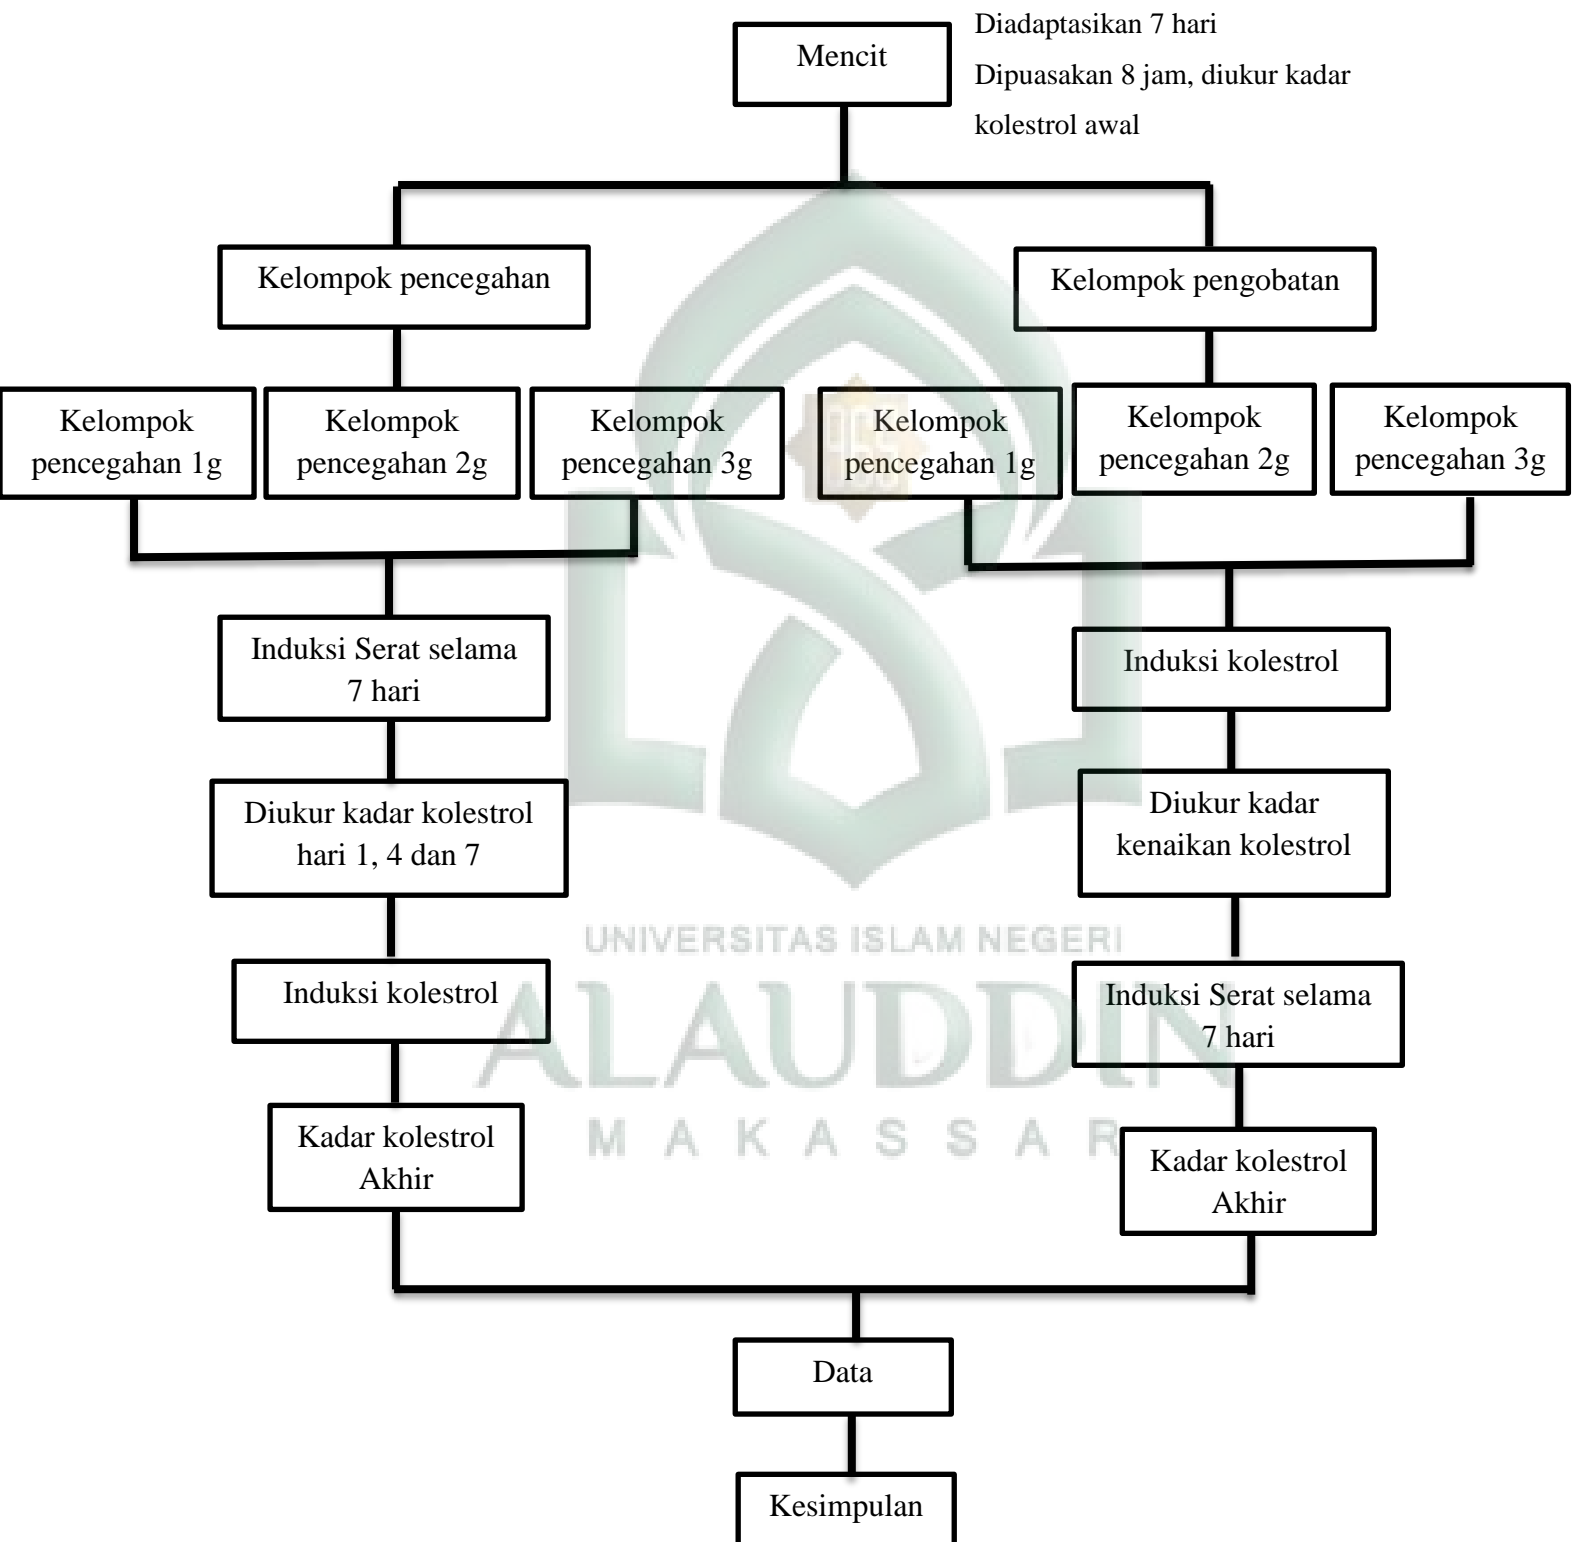 Mencit
Diadaptasikan 7 hari
Dipuasakan 8 jam, diukur kadar
kolestrol awal
Kelompok pencegahan
Kelompok pengobatan
Kelompok
pencegahan 1g
Kelompok
pencegahan 2g
Kelompok
pencegahan 3g
Kelompok
pencegahan 1g
Kelompok
pencegahan 2g
Kelompok
pencegahan 3g
Induksi Serat selama
7 hari
Induksi kolestrol
Diukur kadar kolestrol
hari 1, 4 dan 7
Diukur kadar
kenaikan kolestrol
UNIVERSITAS ISLAM NEGERI
ALAUDDIN
MAKASSAR
Induksi kolestrol
Induksi Serat selama
7 hari
Kadar kolestrol
Akhir
Kadar kolestrol
Akhir
Data
Kesimpulan